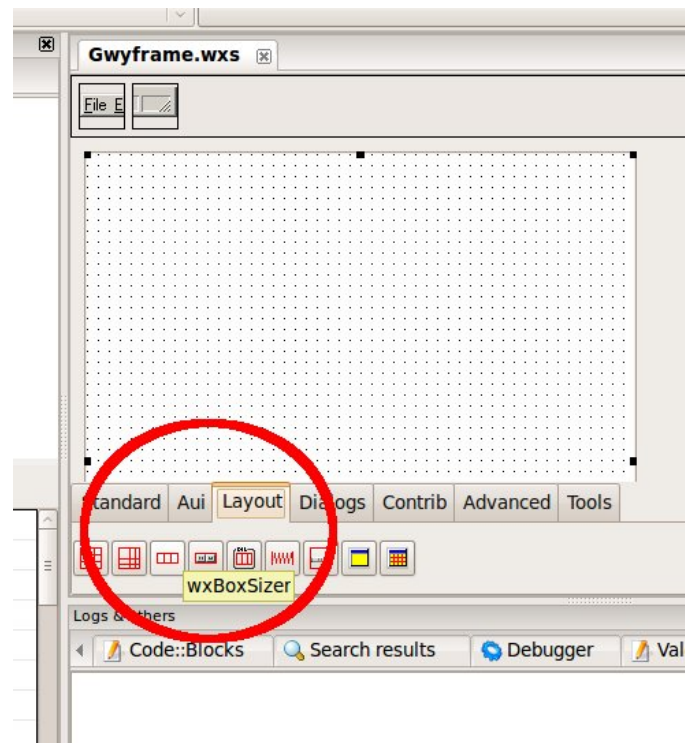 Gwyframe.wxs
File E
Standard Aui Layout Dialogs Contrib Advanced Tools
wxBoxSizer
Logs & others
Code::Blocks Search results Debugger Val